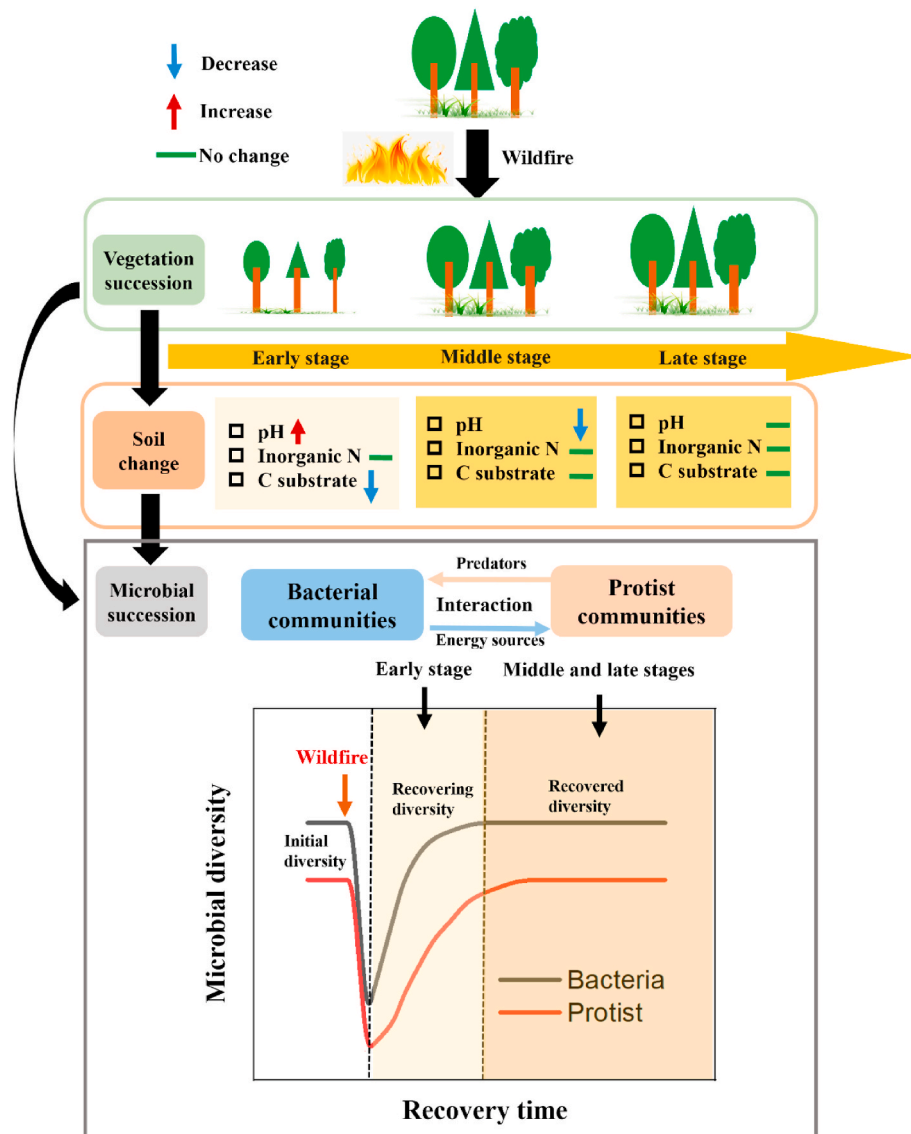 Decrease
Increase
No change
Wildfire
Vegetation
succession
Early stage
Middle stage
Late stage
Soil
change
pH
Inorganic N
C substrate
pH
Inorganic N
C substrate
pH
Inorganic N
C substrate
Microbial
succession
Bacterial
communities
Predators
Interaction
Energy sources
Protist
communities
Early stage
Middle and late stages
Wildfire
Initial
diversity
Recovering
diversity
Recovered
diversity
Bacteria
Protist
Microbial diversity
Recovery time